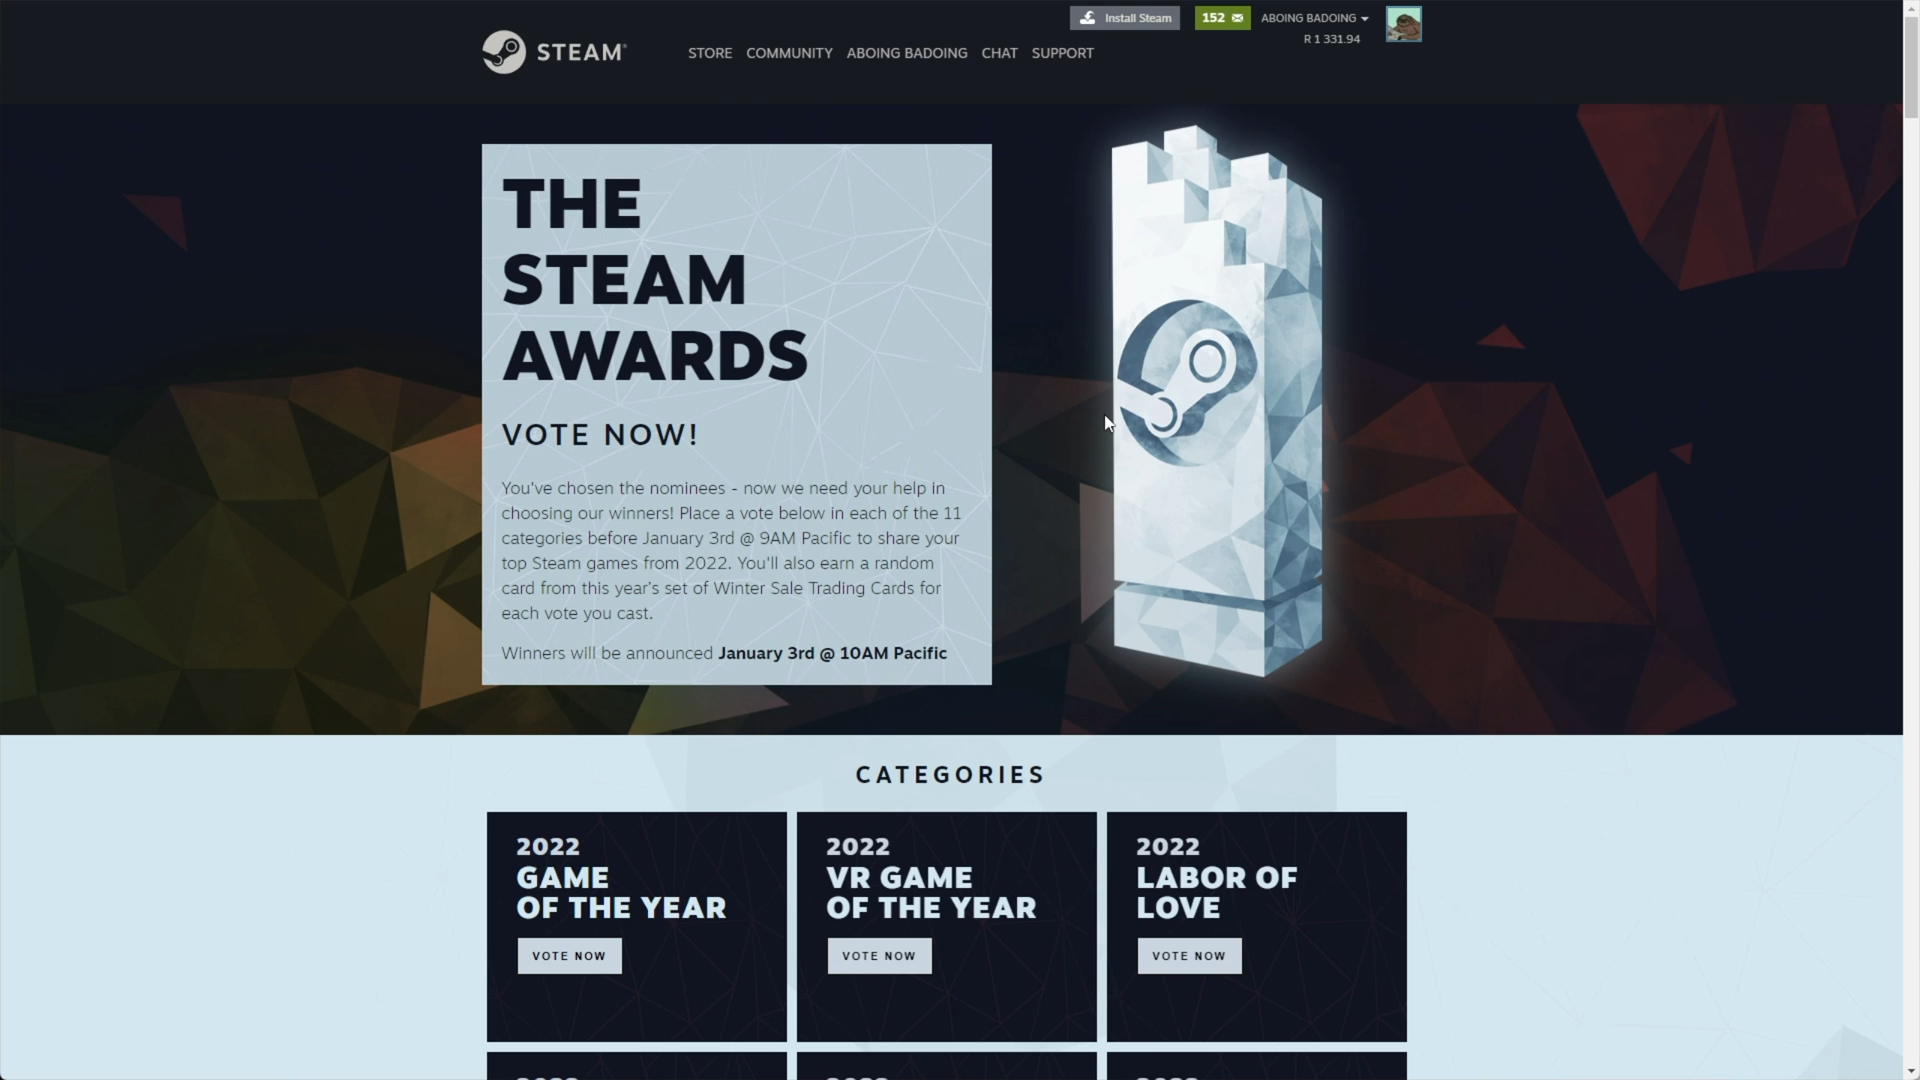 Install Steam
152
ABOING BADOING
R 1 331.94
STEAM®
STORE COMMUNITY ABOING BADOING CHAT SUPPORT
THE
STEAM
AWARDS
VOTE NOW!
You've chosen the nominees - now we need your help in
choosing our winners! Place a vote below in each of the 11
categories before January 3rd @ 9AM Pacific to share your
top Steam games from 2022. You'll also earn a random
card from this year's set of Winter Sale Trading Cards for
each vote you cast.
Winners will be announced January 3rd @ 10AM Pacific
CATEGORIES
2022
GAME
OF THE YEAR
VOTE NOW
2022
VR GAME
OF THE YEAR
VOTE NOW
2022
LABOR OF
LOVE
VOTE NOW